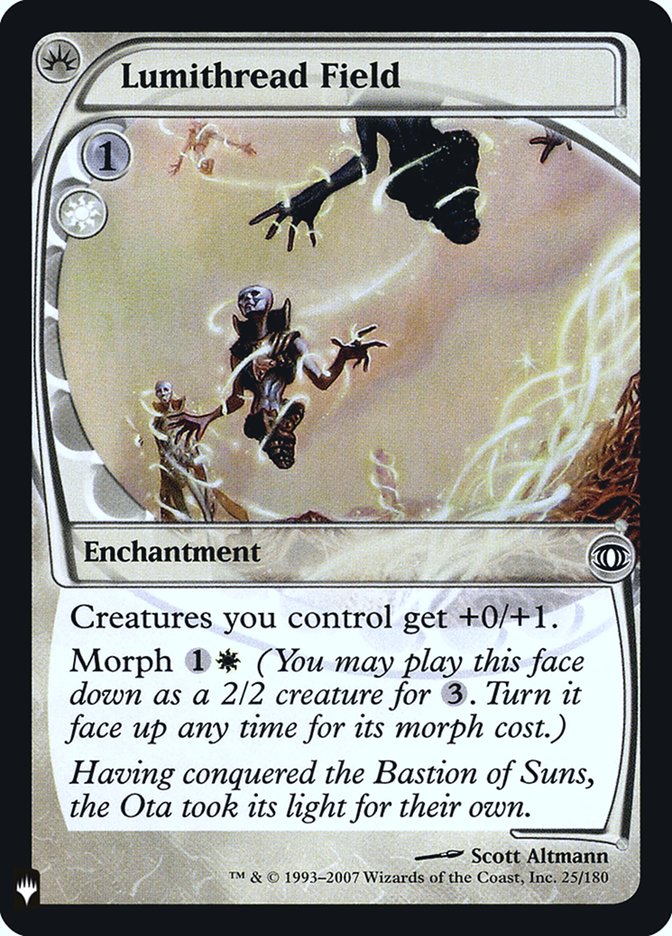 Lumithread Field
1
Enchantment
Creatures you control get +0/+1.
Morph 1 (You may play this face
down as a 2/2 creature for 3. Turn it
face up any time for its morph cost.)
Having conquered the Bastion of Suns,
the Ota took its light for their own.
Scott Altmann
™ & © 1993–2007 Wizards of the Coast, Inc. 25/180